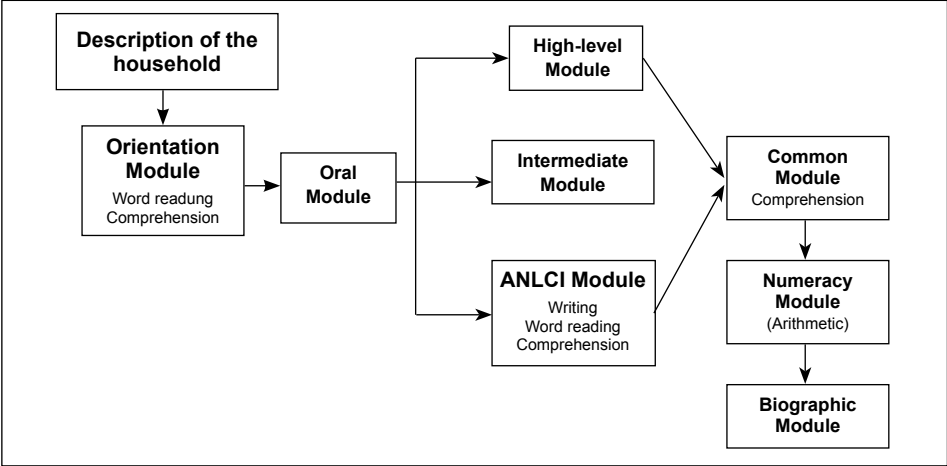 Description of the
household
Orientation
Module
Word readung
Comprehension
Oral
Module
High-level
Module
Intermediate
Module
ANLCI Module
Writing
Word reading
Comprehension
Common
Module
Comprehension
Numeracy
Module
(Arithmetic)
Biographic
Module